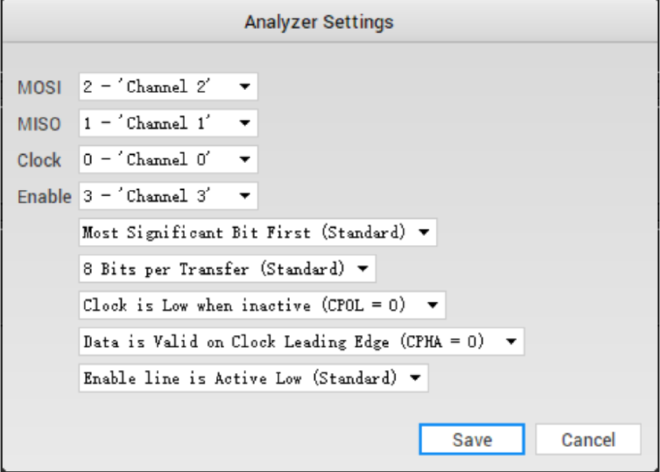 Analyzer Settings
MOSI 2 - 'Channel 2'
MISO 1 - 'Channel 1'
Clock 0 - 'Channel 0'
Enable 3 - 'Channel 3'
Most Significant Bit First (Standard)
8 Bits per Transfer (Standard)
Clock is Low when inactive (CPOL = 0)
Data is Valid on Clock Leading Edge (CPHA = 0)
Enable line is Active Low (Standard)
Save Cancel